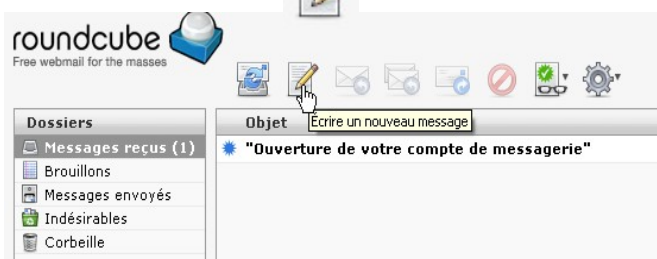 roundcube
Free webmail for the masses
Dossiers
Objet
Écrire un nouveau message
Messages reçus (1)
"Ouverture de votre compte de messagerie"
Brouillons
Messages envoyés
Indésirables
Corbeille